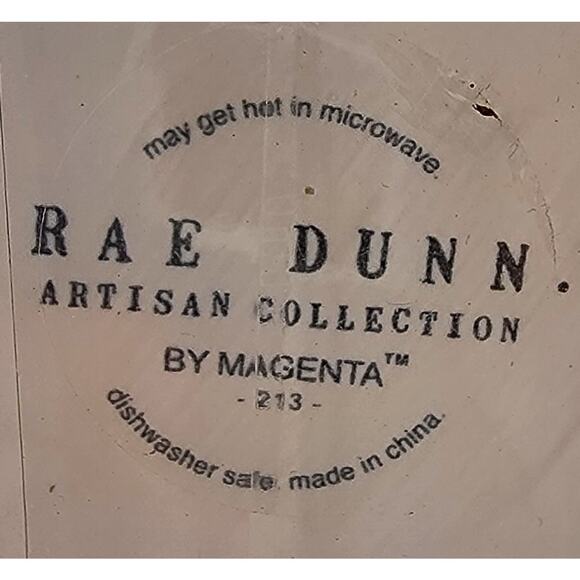 may get hot in microwave.
RAE DUNN.
ARTISAN COLLECTION
BY MAGENTA™
- 213 -
dishwasher safe. made in china.